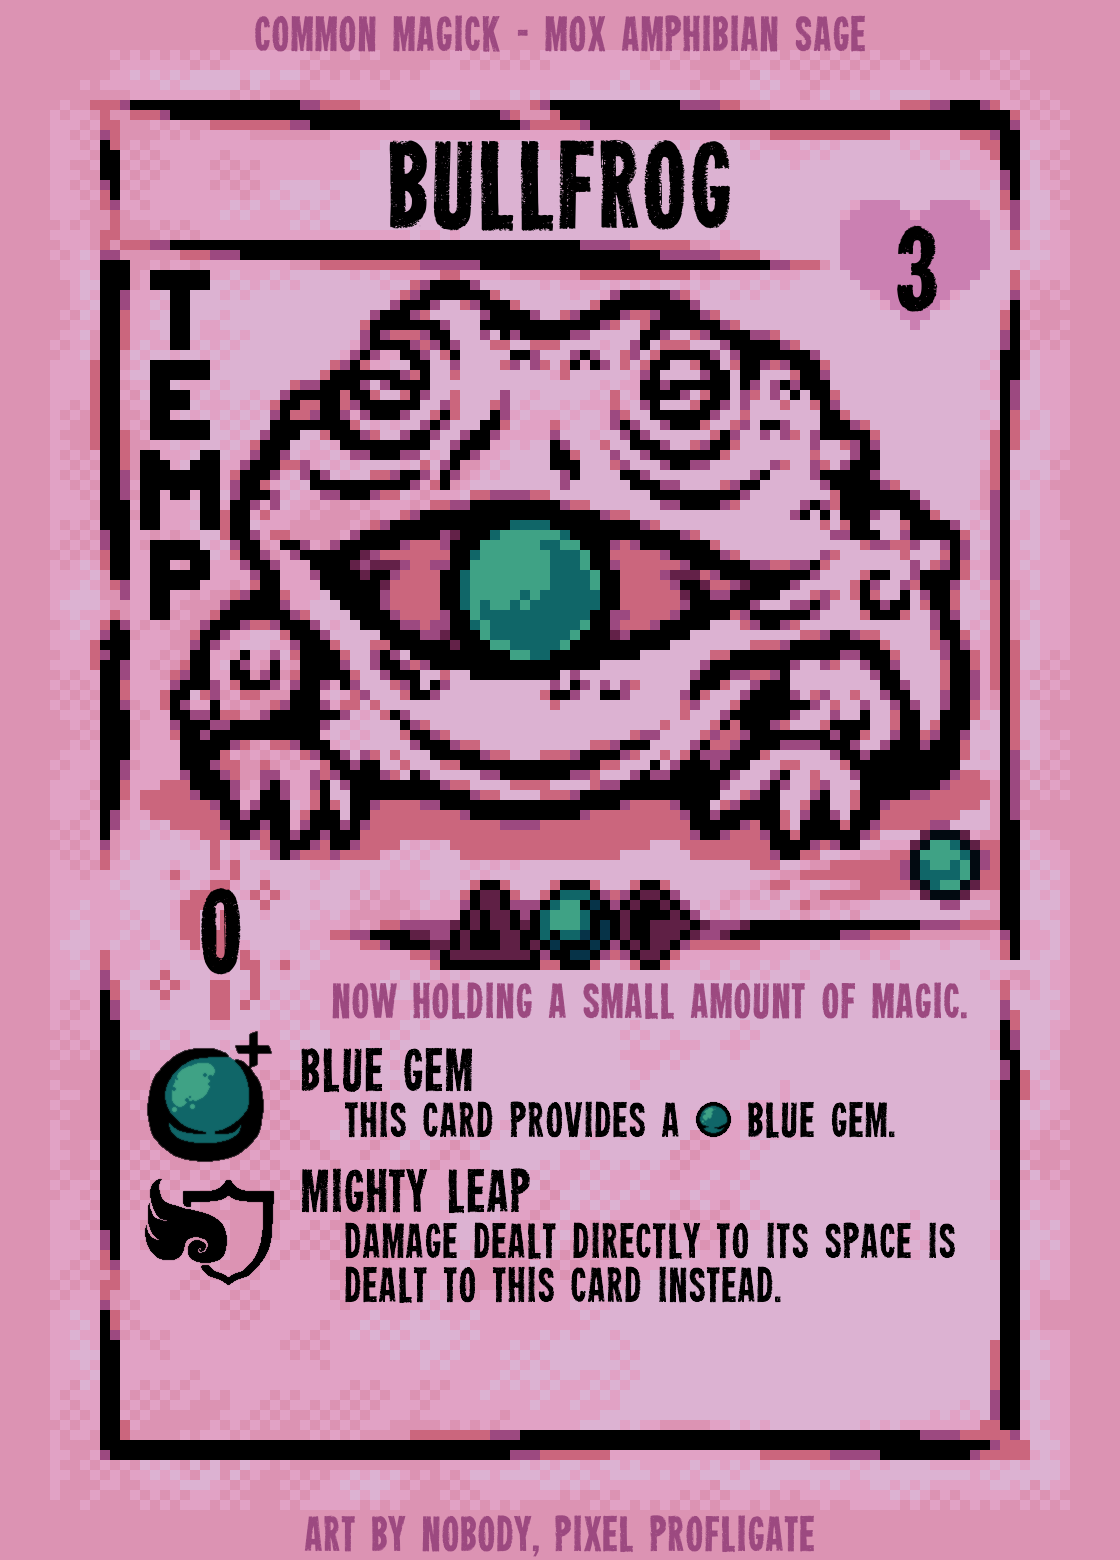 COMMON MAGICK - MOX AMPHIBIAN SAGE
BULLFROG
3
TEMP
0
NOW HOLDING A SMALL AMOUNT OF MAGIC.
BLUE GEM
THIS CARD PROVIDES A BLUE GEM.
MIGHTY LEAP
DAMAGE DEALT DIRECTLY TO ITS SPACE IS
DEALT TO THIS CARD INSTEAD.
ART BY NOBODY, PIXEL PROFLIGATE